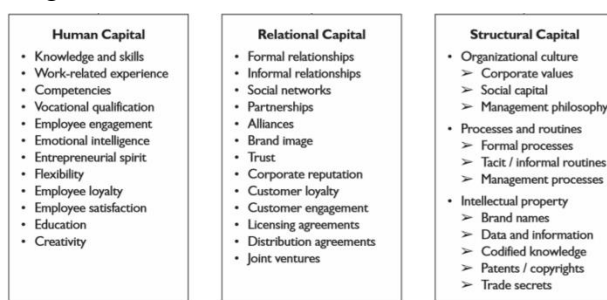 Human Capital
• Knowledge and skills
• Work-related experience
• Competencies
• Vocational qualification
• Employee engagement
• Emotional intelligence
• Entrepreneurial spirit
• Flexibility
• Employee loyalty
• Employee satisfaction
• Education
• Creativity
Relational Capital
• Formal relationships
• Informal relationships
• Social networks
• Partnerships
• Alliances
• Brand image
• Trust
• Corporate reputation
• Customer loyalty
• Customer engagement
• Licensing agreements
• Distribution agreements
• Joint ventures
Structural Capital
• Organizational culture
➢ Corporate values
➢ Social capital
➢ Management philosophy
• Processes and routines
➢ Formal processes
➢ Tacit / informal routines
➢ Management processes
• Intellectual property
➢ Brand names
➢ Data and information
➢ Codified knowledge
➢ Patents / copyrights
➢ Trade secrets